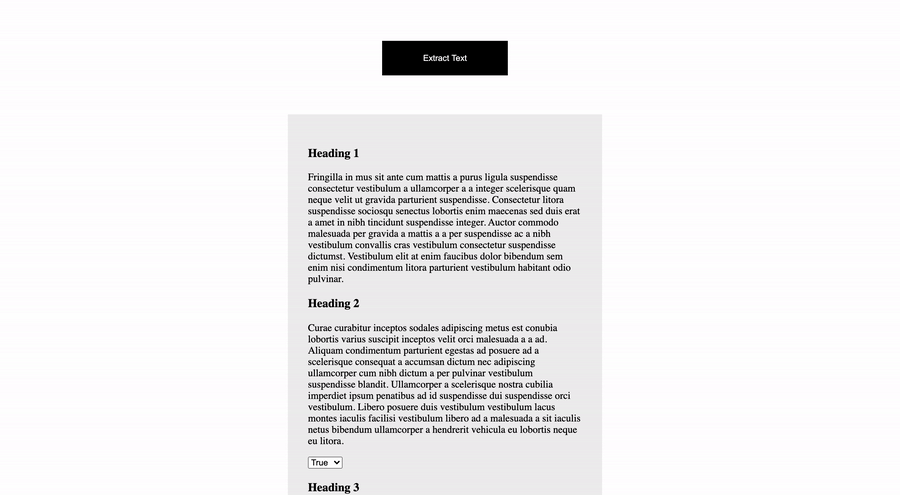 Extract Text
Heading 1
Fringilla in mus sit ante cum mattis a purus ligula suspendisse
consectetur vestibulum a ullamcorper a a integer scelerisque quam
neque velit ut gravida parturient suspendisse. Consectetur litora
suspendisse sociosqu senectus lobortis enim maecenas sed duis erat
a amet in nibh tincidunt suspendisse integer. Auctor commodo
malesuada per gravida a mattis a a per suspendisse ac a nibh
vestibulum convallis cras vestibulum consectetur suspendisse
dictumst. Vestibulum elit at enim faucibus dolor bibendum sem
enim nisi condimentum litora parturient vestibulum habitant odio
pulvinar.
Heading 2
Curae curabitur inceptos sodales adipiscing metus est conubia
lobortis varius suscipit inceptos velit orci malesuada a a ad.
Aliquam condimentum parturient egestas ad posuere ad a
scelerisque consequat a accumsan dictum nec adipiscing
ullamcorper cum nibh dictum a per pulvinar vestibulum
suspendisse blandit. Ullamcorper a scelerisque nostra cubilia
imperdiet ipsum penatibus ad id suspendisse dui suspendisse orci
vestibulum. Libero posuere duis vestibulum vestibulum lacus
montes iaculis facilisi vestibulum libero ad a malesuada a sit iaculis
netus bibendum ullamcorper a hendrerit vehicula eu lobortis neque
eu litora.
True
Heading 3